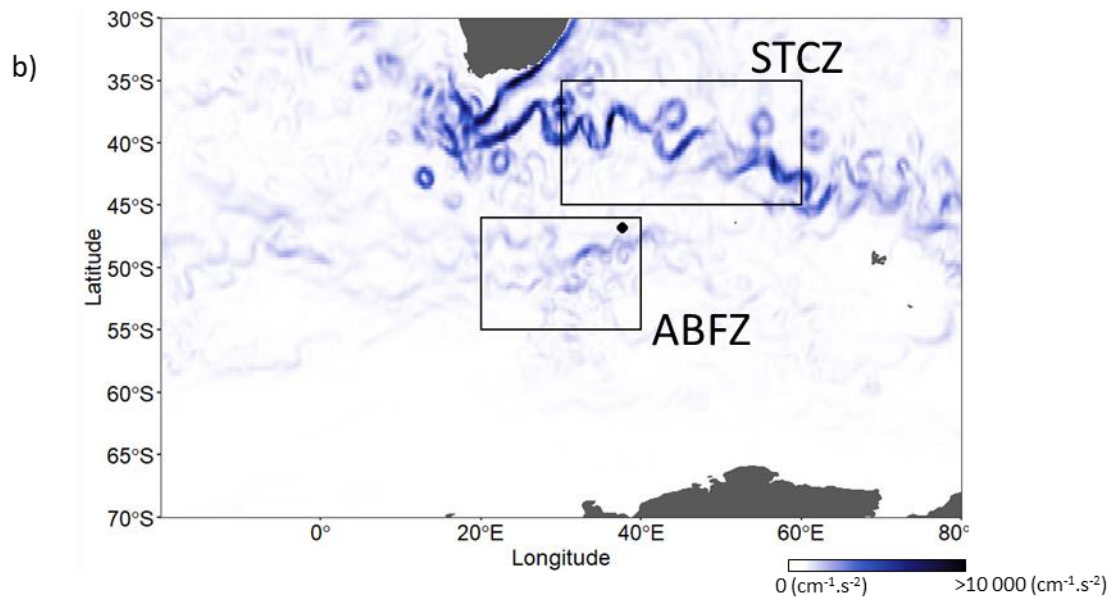 b)
30°S
35°S
40°S
45°S
50°S
55°S
60°S
65°S
70°S
Latitude
STCZ
ABFZ
0° 20°E 40°E 60°E 80°
Longitude
0 (cm⁻¹.s⁻²) >10 000 (cm⁻¹.s⁻²)